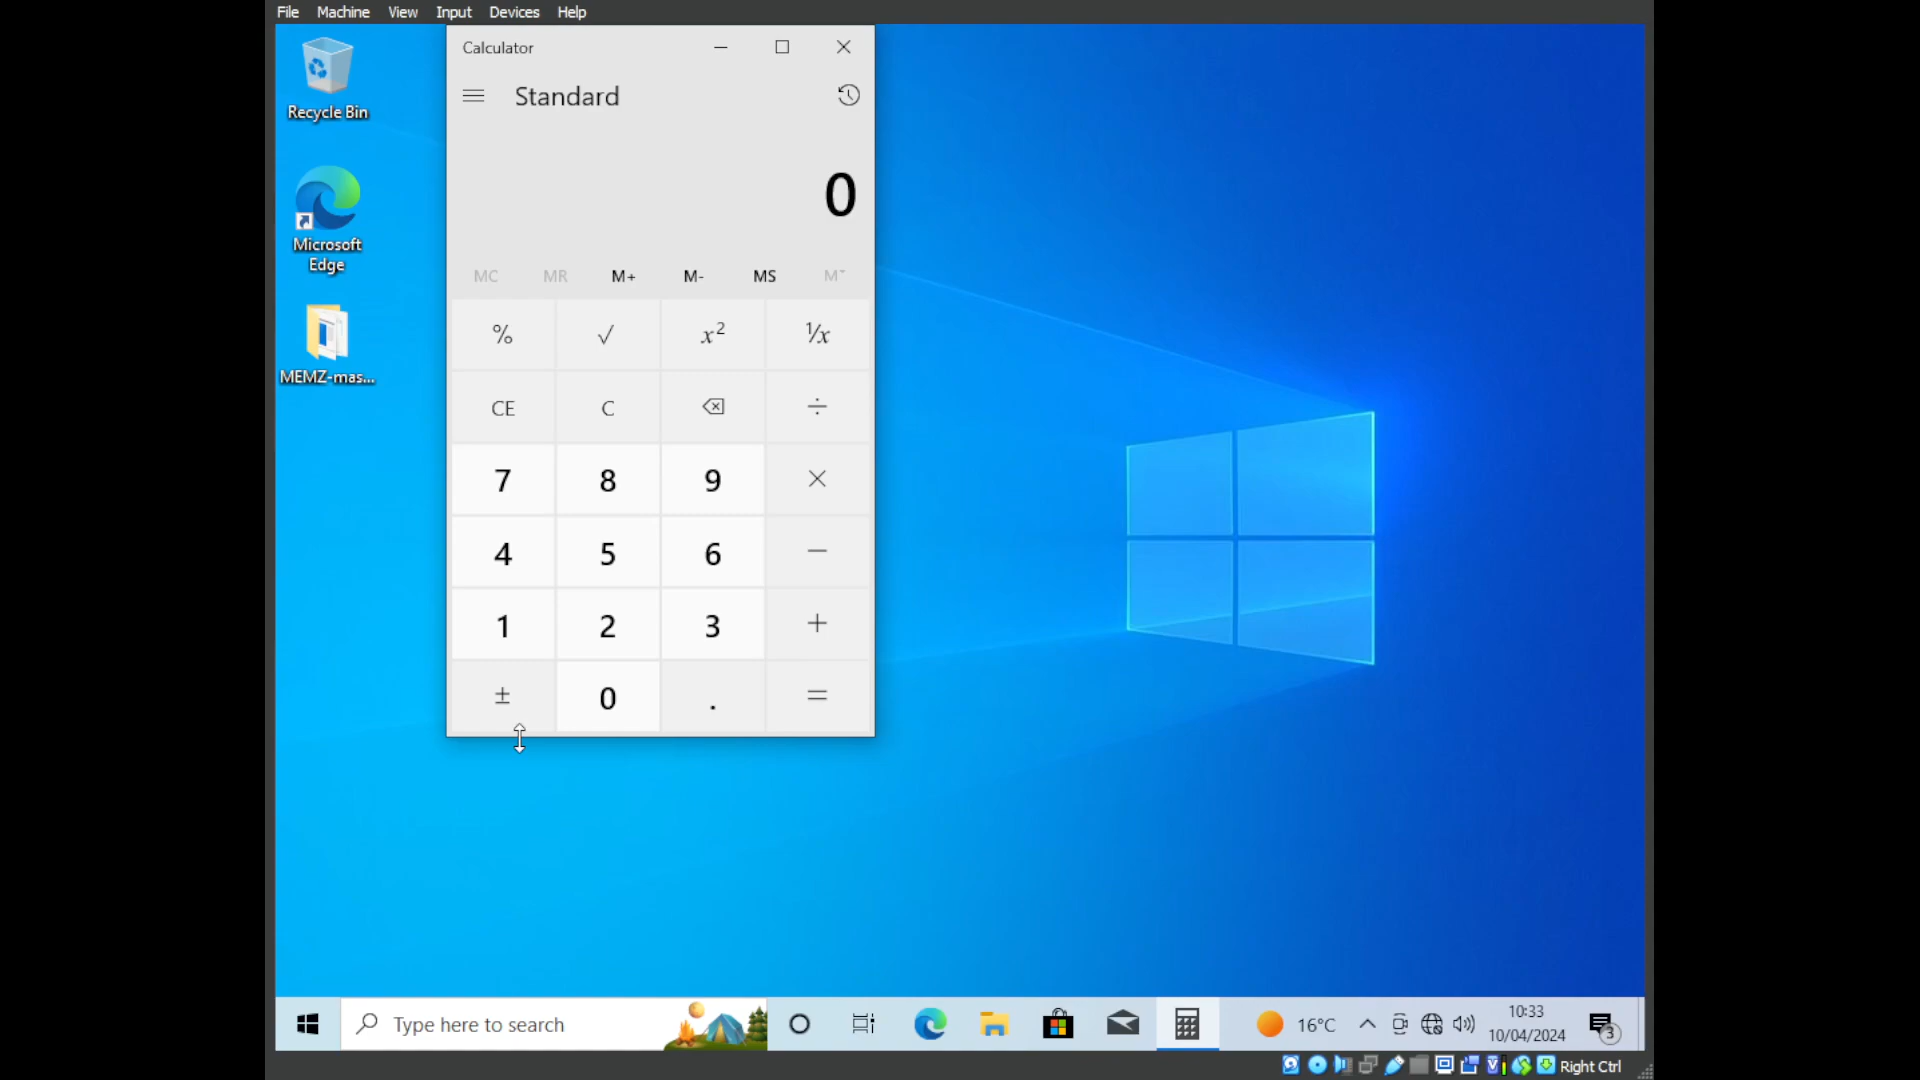 File Machine View Input Devices Help
Recycle Bin
Microsoft
Edge
MEMZ-mas...
Calculator
Standard
0
MC MR M+ M- MS M˅
% √ x² ¹/x
CE C ÷
7 8 9 ×
4 5 6 −
1 2 3 +
± 0 . =
Type here to search
16°C
10:33
10/04/2024
3
Right Ctrl